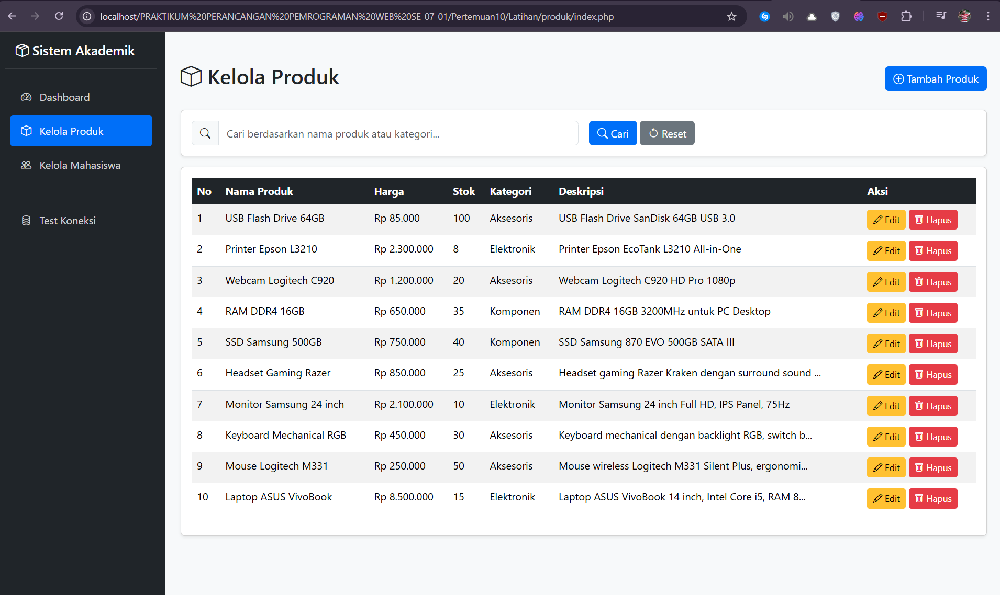 localhost/PRAKTIKUM%20PERANCANGAN%20PEMROGRAMAN%20WEB%20SE-07-01/Pertemuan10/Latihan/produk/index.php
Sistem Akademik
Dashboard
Kelola Produk
Kelola Mahasiswa
Test Koneksi
Kelola Produk
Tambah Produk
Cari berdasarkan nama produk atau kategori...
Cari
Reset
No Nama Produk Harga Stok Kategori Deskripsi Aksi
1 USB Flash Drive 64GB Rp 85.000 100 Aksesoris USB Flash Drive SanDisk 64GB USB 3.0 Edit Hapus
2 Printer Epson L3210 Rp 2.300.000 8 Elektronik Printer Epson EcoTank L3210 All-in-One Edit Hapus
3 Webcam Logitech C920 Rp 1.200.000 20 Aksesoris Webcam Logitech C920 HD Pro 1080p Edit Hapus
4 RAM DDR4 16GB Rp 650.000 35 Komponen RAM DDR4 16GB 3200MHz untuk PC Desktop Edit Hapus
5 SSD Samsung 500GB Rp 750.000 40 Komponen SSD Samsung 870 EVO 500GB SATA III Edit Hapus
6 Headset Gaming Razer Rp 850.000 25 Aksesoris Headset gaming Razer Kraken dengan surround sound ... Edit Hapus
7 Monitor Samsung 24 inch Rp 2.100.000 10 Elektronik Monitor Samsung 24 inch Full HD, IPS Panel, 75Hz Edit Hapus
8 Keyboard Mechanical RGB Rp 450.000 30 Aksesoris Keyboard mechanical dengan backlight RGB, switch b... Edit Hapus
9 Mouse Logitech M331 Rp 250.000 50 Aksesoris Mouse wireless Logitech M331 Silent Plus, ergonomi... Edit Hapus
10 Laptop ASUS VivoBook Rp 8.500.000 15 Elektronik Laptop ASUS VivoBook 14 inch, Intel Core i5, RAM 8... Edit Hapus